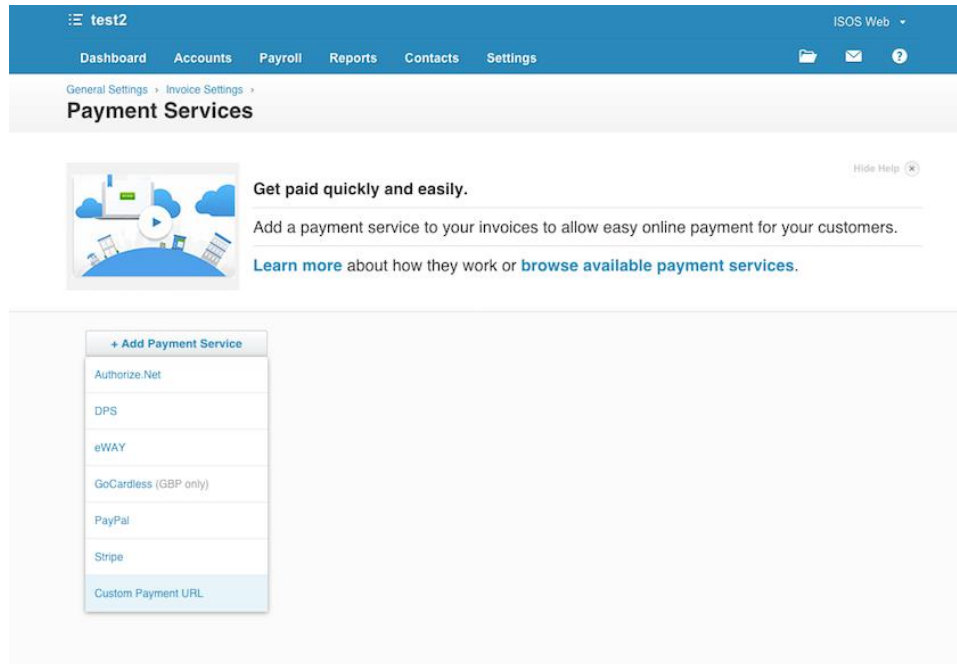 test2
ISOS Web
Dashboard Accounts Payroll Reports Contacts Settings
General Settings › Invoice Settings ›
Payment Services
Hide Help
Get paid quickly and easily.
Add a payment service to your invoices to allow easy online payment for your customers.
Learn more about how they work or browse available payment services.
+ Add Payment Service
Authorize.Net
DPS
eWAY
GoCardless (GBP only)
PayPal
Stripe
Custom Payment URL